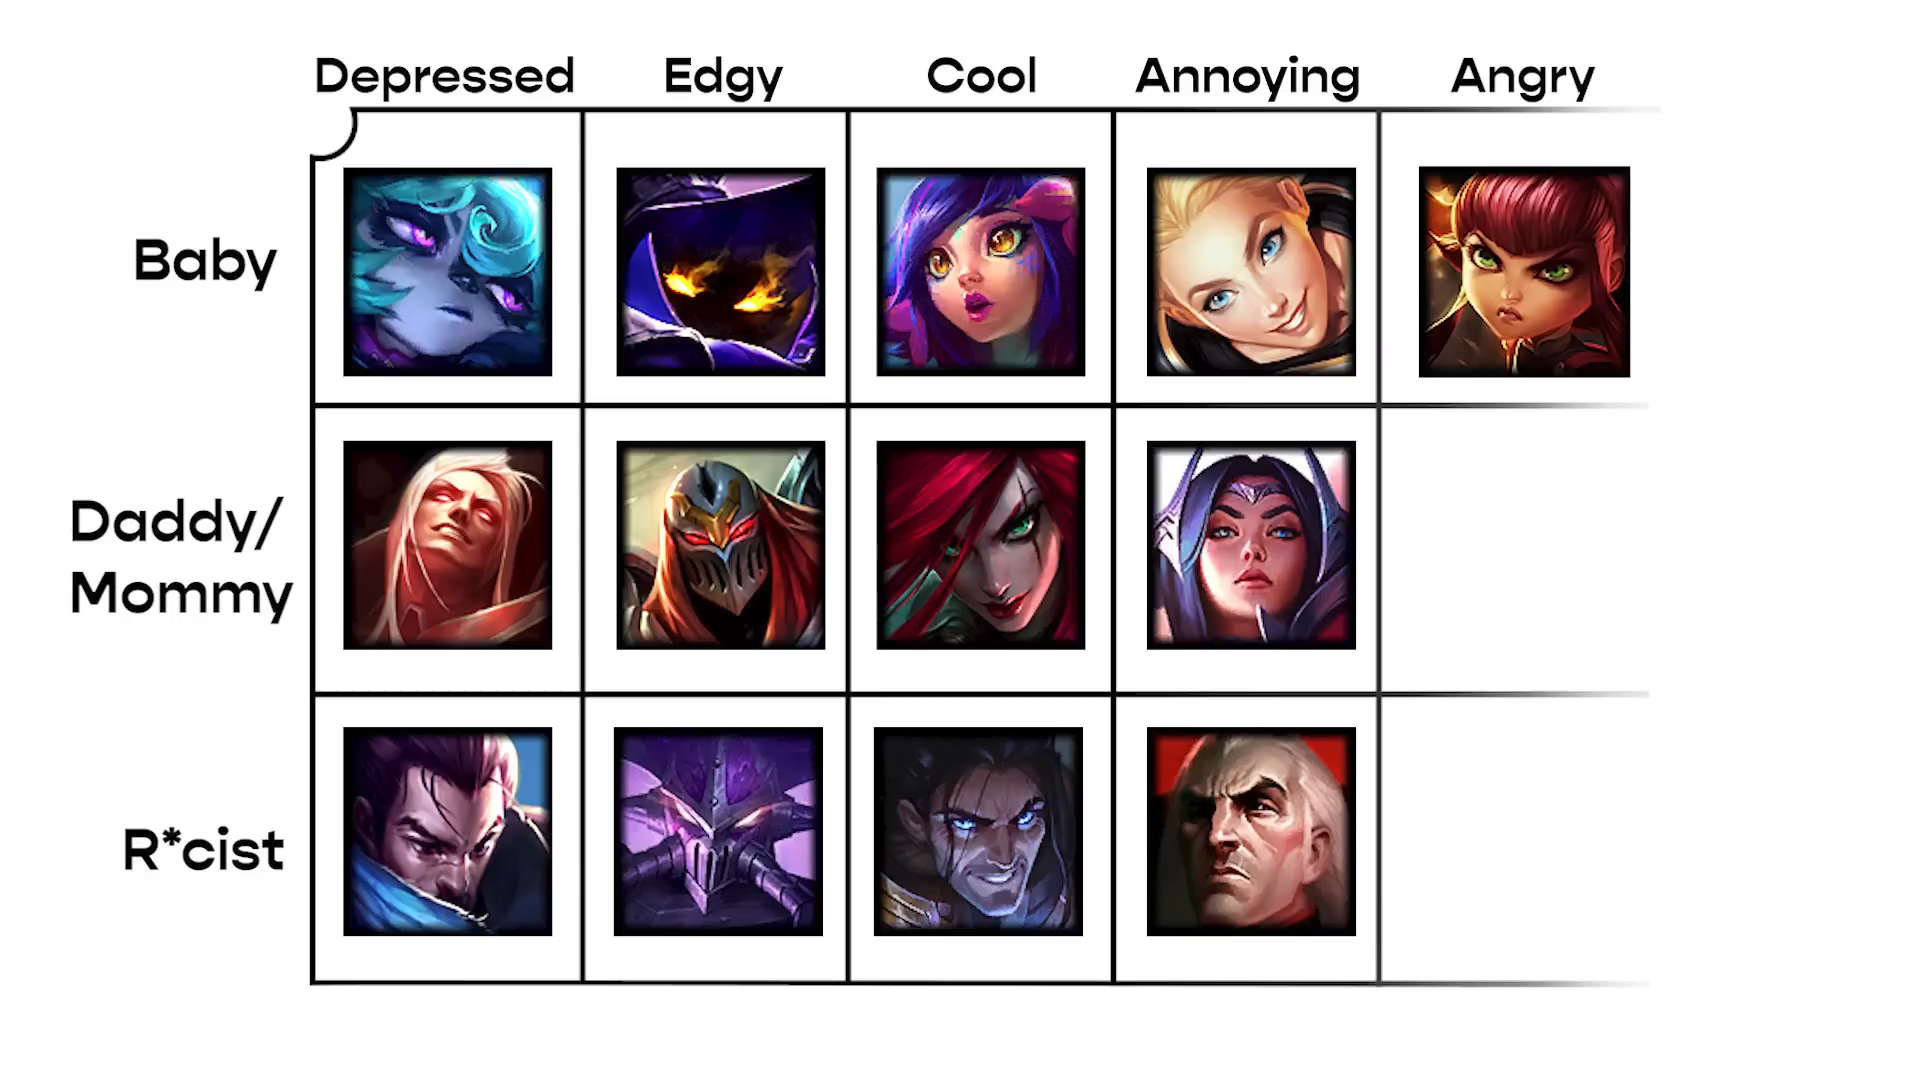 Depressed Edgy Cool Annoying Angry
Baby
Daddy/
Mommy
R*cist